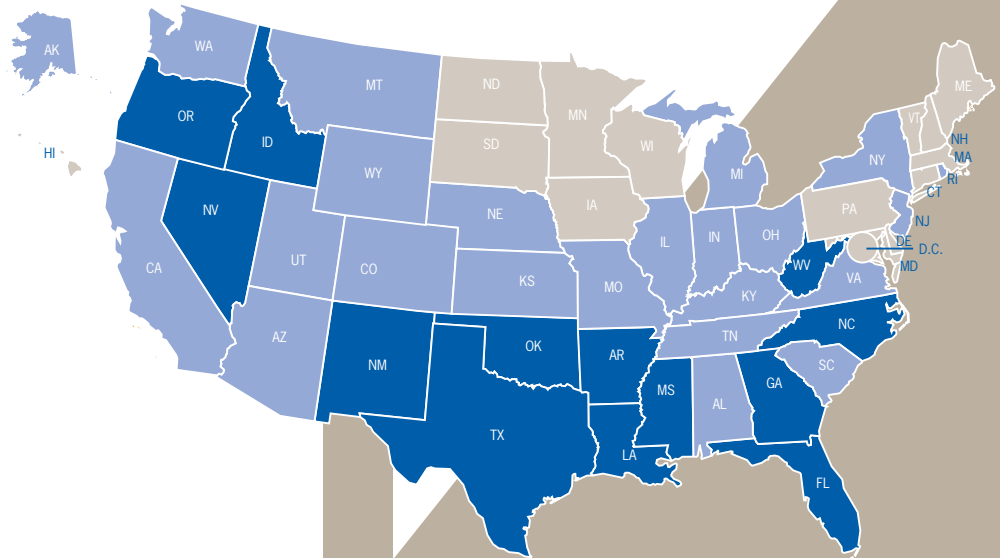 AK
WA
MT
ND
MN
ME
OR
ID
SD
WI
VT
NH
HI
WY
MI
NY
MA
RI
CT
NV
NE
IA
PA
NJ
UT
CO
IL
IN
OH
DE
D.C.
CA
KS
MO
KY
WV
VA
MD
AZ
NM
OK
AR
TN
NC
TX
LA
MS
AL
GA
SC
FL